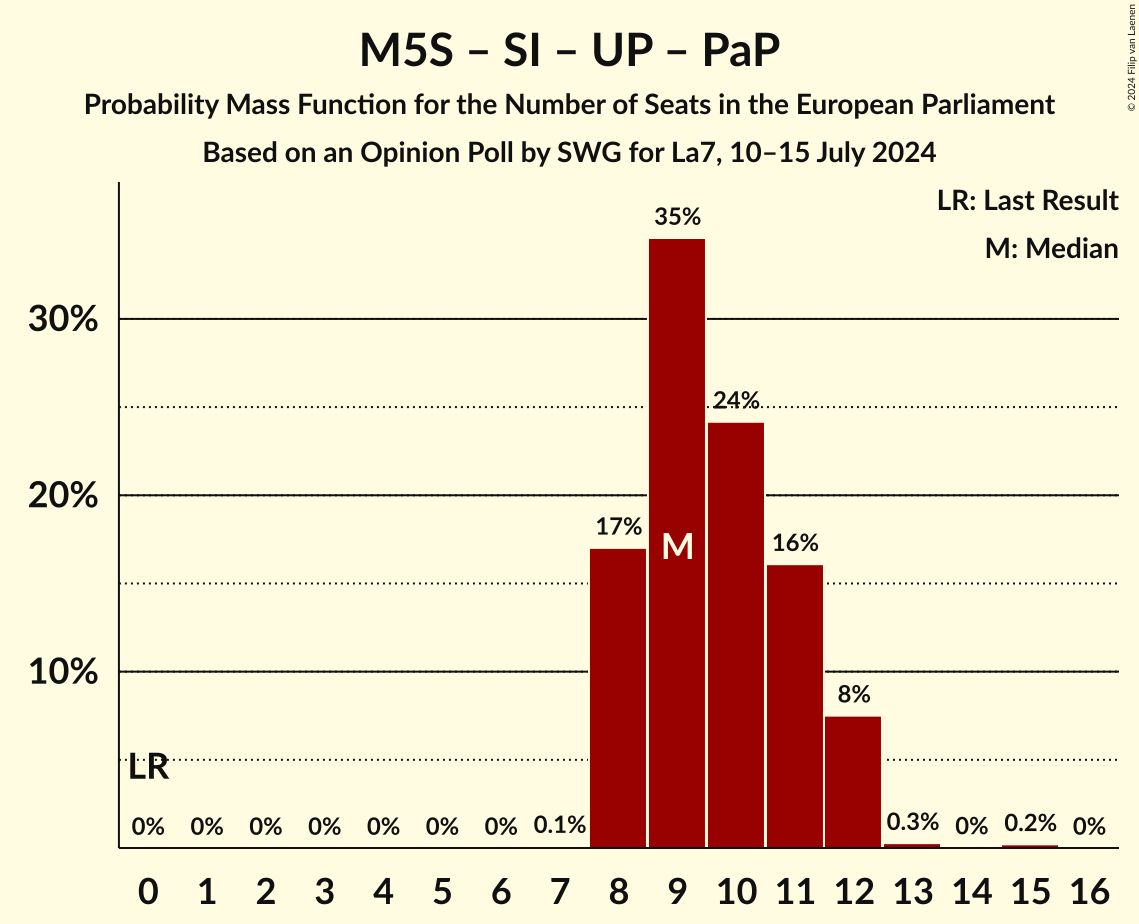 M5S – SI – UP – PaP
Probability Mass Function for the Number of Seats in the European Parliament
Based on an Opinion Poll by SWG for La7, 10–15 July 2024
© 2024 Filip van Laenen
LR: Last Result
M: Median
35%
30%
24%
20%
17%
M
16%
10%
8%
LR
0% 0% 0% 0% 0% 0% 0% 0.1% 0.3% 0% 0.2% 0%
0 1 2 3 4 5 6 7 8 9 10 11 12 13 14 15 16